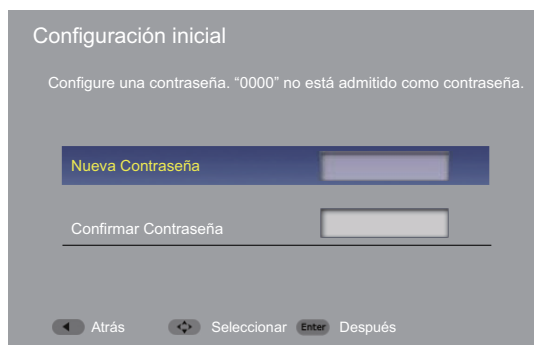 Configuración inicial
Configure una contraseña. “0000” no está admitido como contraseña.
Nueva Contraseña
Confirmar Contraseña
Atrás Seleccionar Enter Después